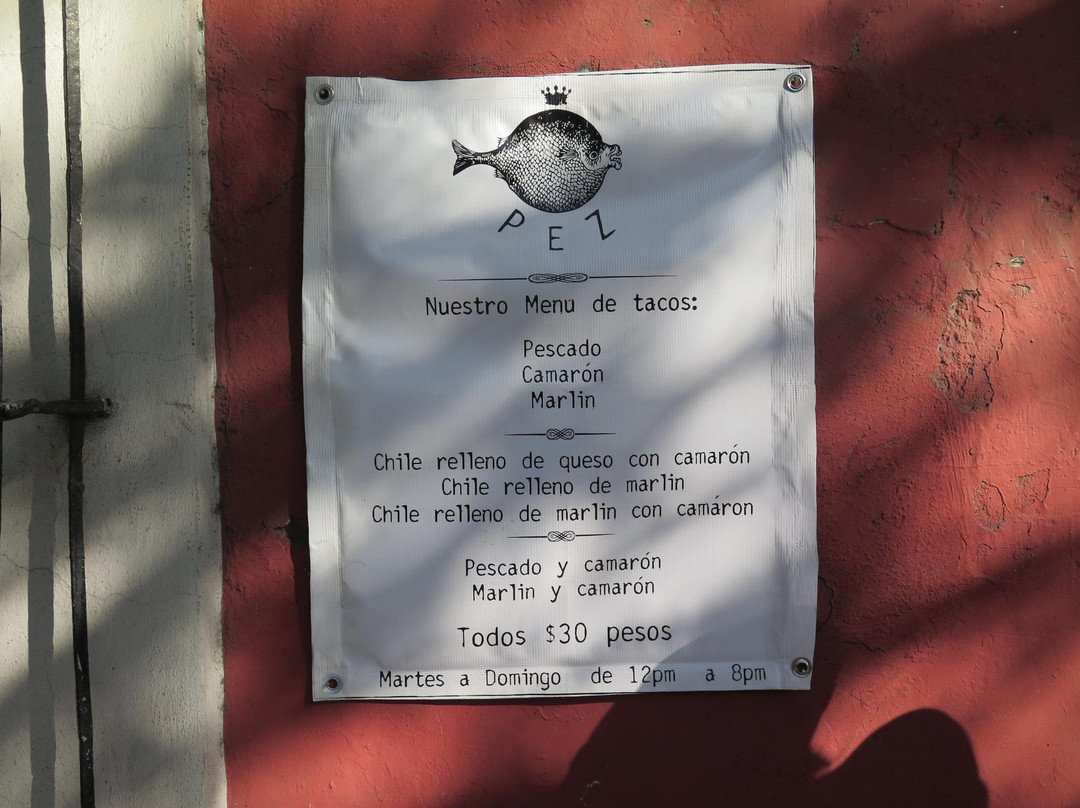 PEZ
Nuestro Menu de tacos:
Pescado
Camarón
Marlin
Chile relleno de queso con camarón
Chile relleno de marlin
Chile relleno de marlin con camáron
Pescado y camarón
Marlin y camarón
Todos $30 pesos
Martes a Domingo de 12pm a 8pm